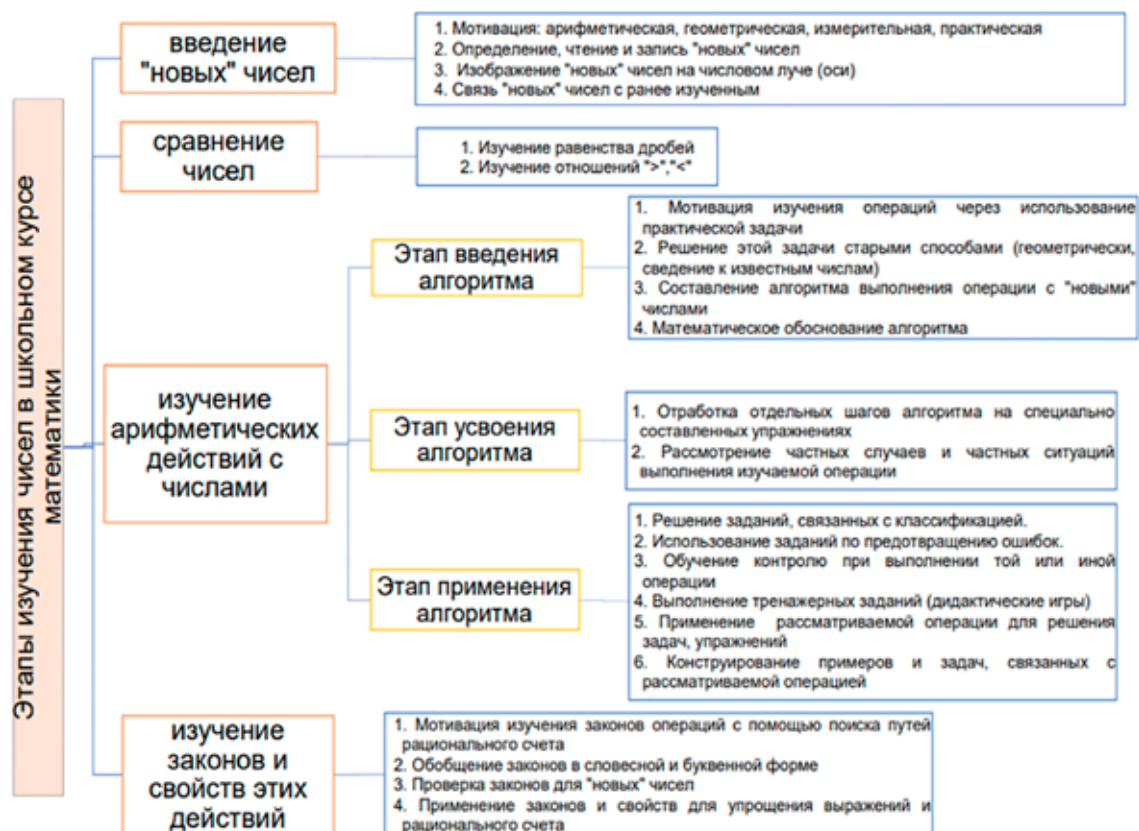 Этапы изучения чисел в школьном курсе
математики
введение
"новых" чисел
1. Мотивация: арифметическая, геометрическая, измерительная, практическая
2. Определение, чтение и запись "новых" чисел
3. Изображение "новых" чисел на числовом луче (оси)
4. Связь "новых" чисел с ранее изученным
сравнение
чисел
1. Изучение равенства дробей
2. Изучение отношений ">","<"
изучение
арифметических
действий с
числами
Этап введения
алгоритма
1. Мотивация изучения операций через использование
практической задачи
2. Решение этой задачи старыми способами (геометрически,
сведение к известным числам)
3. Составление алгоритма выполнения операции с "новыми"
числами
4. Математическое обоснование алгоритма
Этап усвоения
алгоритма
1. Отработка отдельных шагов алгоритма на специально
составленных упражнениях
2. Рассмотрение частных случаев и частных ситуаций
выполнения изучаемой операции
Этап применения
алгоритма
1. Решение заданий, связанных с классификацией.
2. Использование заданий по предотвращению ошибок.
3. Обучение контролю при выполнении той или иной
операции
4. Выполнение тренажерных заданий (дидактические игры)
5. Применение рассматриваемой операции для решения
задач, упражнений
6. Конструирование примеров и задач, связанных с
рассматриваемой операцией
изучение
законов и
свойств этих
действий
1. Мотивация изучения законов операций с помощью поиска путей
рационального счета
2. Обобщение законов в словесной и буквенной форме
3. Проверка законов для "новых" чисел
4. Применение законов и свойств для упрощения выражений и
рационального счета